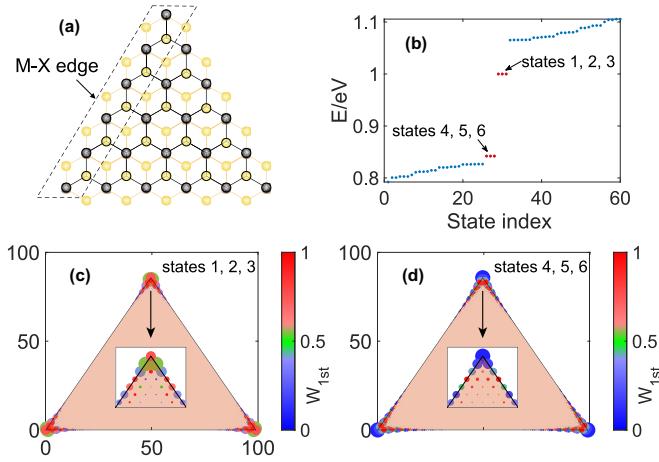 (a)
M-X edge
(b)
1.1
1
0.9
0.8
E/eV
states 1, 2, 3
states 4, 5, 6
0 20 40 60
State index
(c)
states 1, 2, 3
100
50
0
0 50 100
1
0.5
0
W1st
(d)
states 4, 5, 6
100
50
0
1
0.5
0
W1st